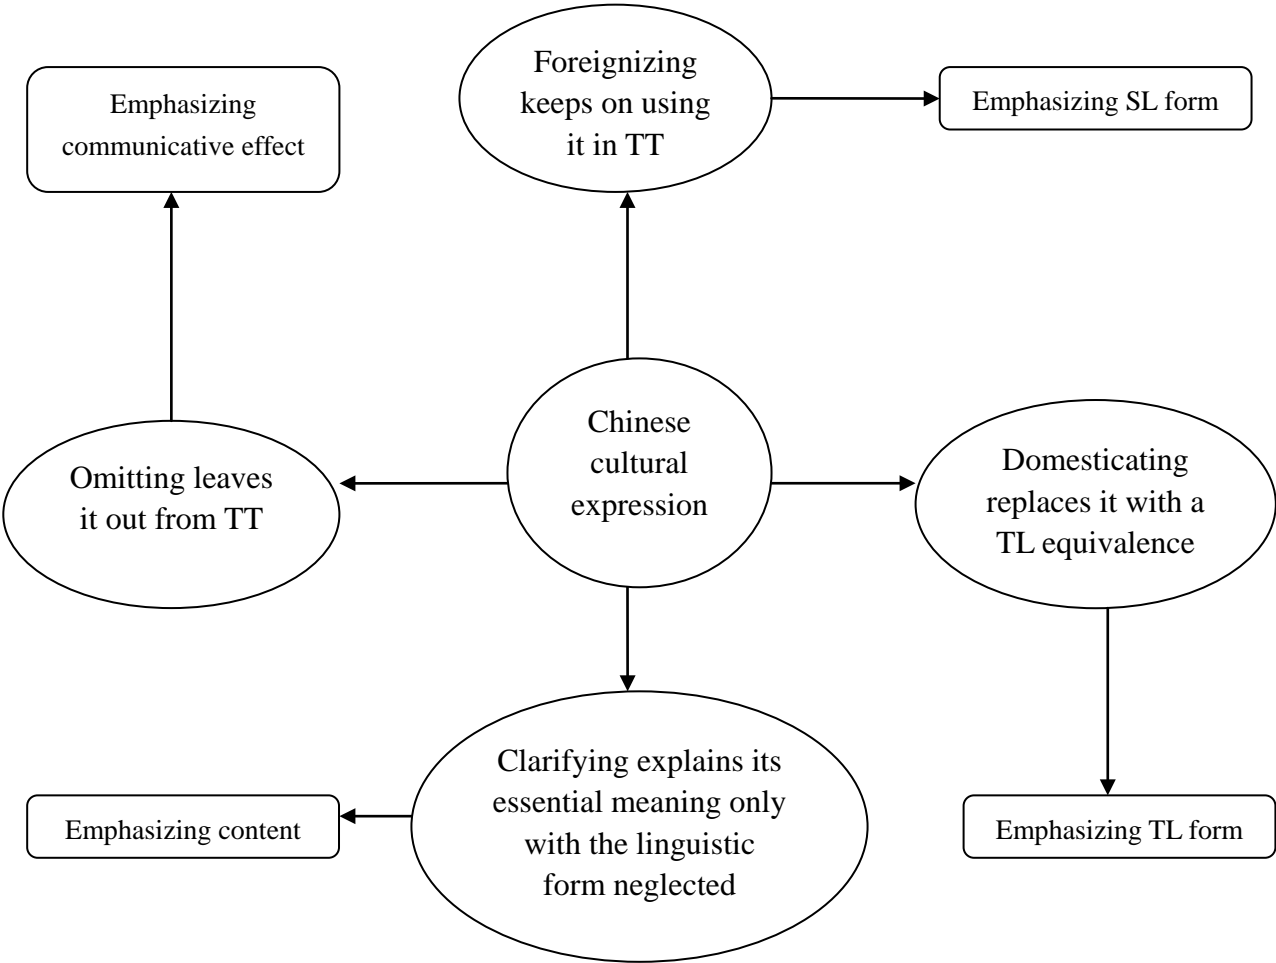 Foreignizing
keeps on using
it in TT
Emphasizing SL form
Emphasizing
communicative effect
Chinese
cultural
expression
Omitting leaves
it out from TT
Domesticating
replaces it with a
TL equivalence
Clarifying explains its
essential meaning only
with the linguistic
form neglected
Emphasizing content
Emphasizing TL form